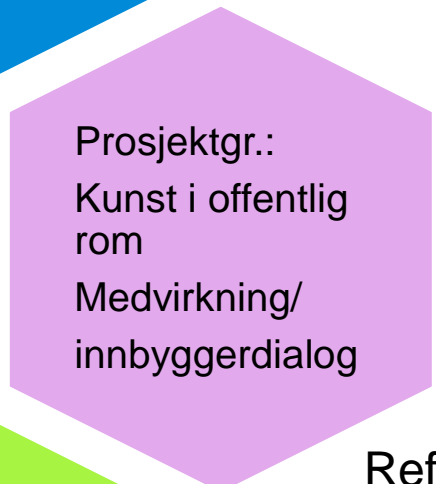 Prosjektgr.:
Kunst i offentlig
rom
Medvirkning/
innbyggerdialog
Ref